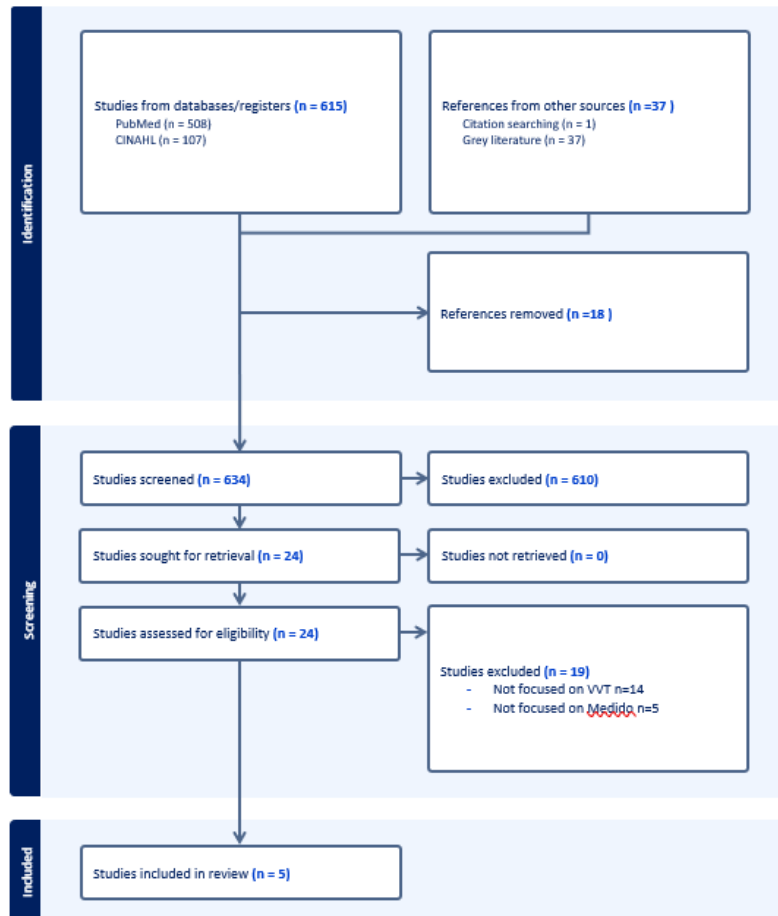 Identification
Studies from databases/registers (n = 615)
PubMed (n = 508)
CINAHL (n = 107)
References from other sources (n =37 )
Citation searching (n = 1)
Grey literature (n = 37)
References removed (n =18 )
Screening
Studies screened (n = 634)
Studies excluded (n = 610)
Studies sought for retrieval (n = 24)
Studies not retrieved (n = 0)
Studies assessed for eligibility (n = 24)
Studies excluded (n = 19)
- Not focused on VVT n=14
- Not focused on Medido n=5
Included
Studies included in review (n = 5)